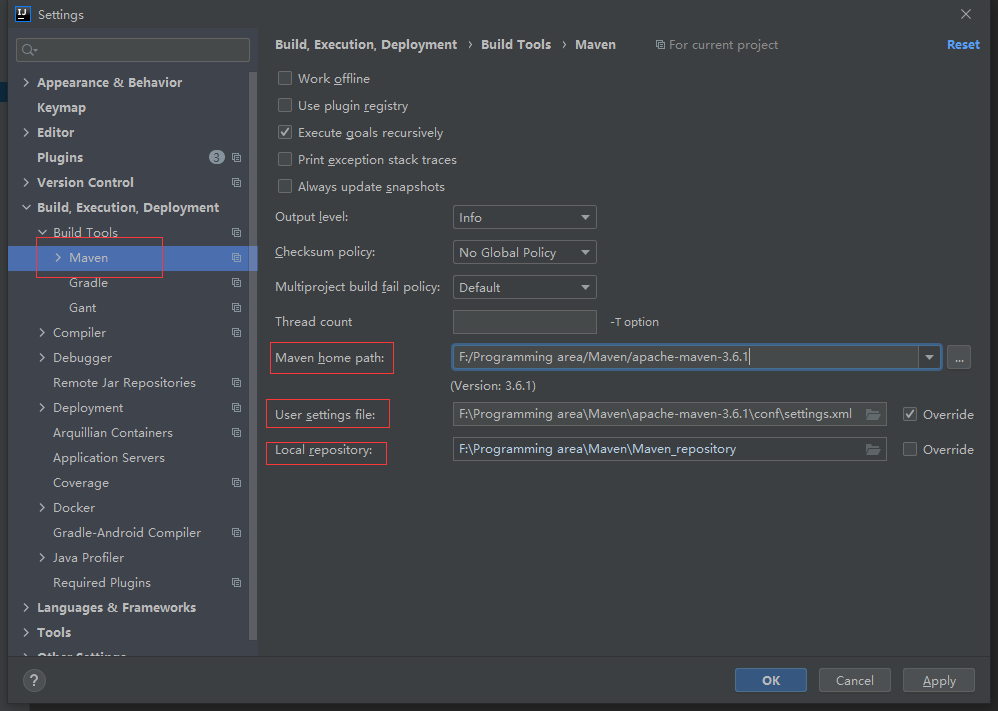 Settings
Build, Execution, Deployment › Build Tools › Maven For current project Reset
Appearance & Behavior
Keymap
Editor
Plugins 3
Version Control
Build, Execution, Deployment
Build Tools
Maven
Gradle
Gant
Compiler
Debugger
Remote Jar Repositories
Deployment
Arquillian Containers
Application Servers
Coverage
Docker
Gradle-Android Compiler
Java Profiler
Required Plugins
Languages & Frameworks
Tools
Other Settings
Work offline
Use plugin registry
Execute goals recursively
Print exception stack traces
Always update snapshots
Output level: Info
Checksum policy: No Global Policy
Multiproject build fail policy: Default
Thread count -T option
Maven home path: F:/Programming area/Maven/apache-maven-3.6.1 ...
(Version: 3.6.1)
User settings file: F:\Programming area\Maven\apache-maven-3.6.1\conf\settings.xml Override
Local repository: F:\Programming area\Maven\Maven_repository Override
? OK Cancel Apply